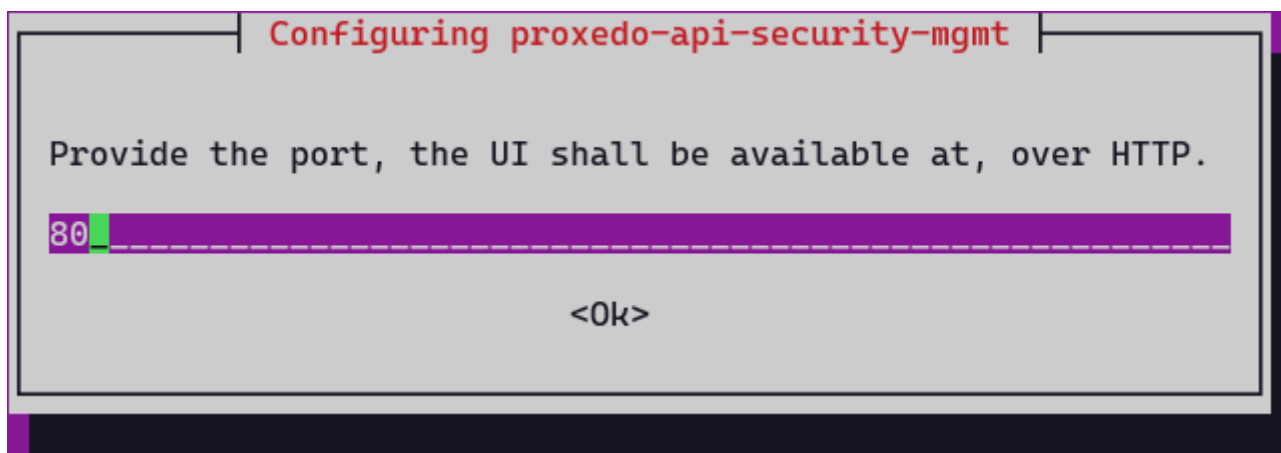 Configuring proxedo-api-security-mgmt
Provide the port, the UI shall be available at, over HTTP.
80
<Ok>